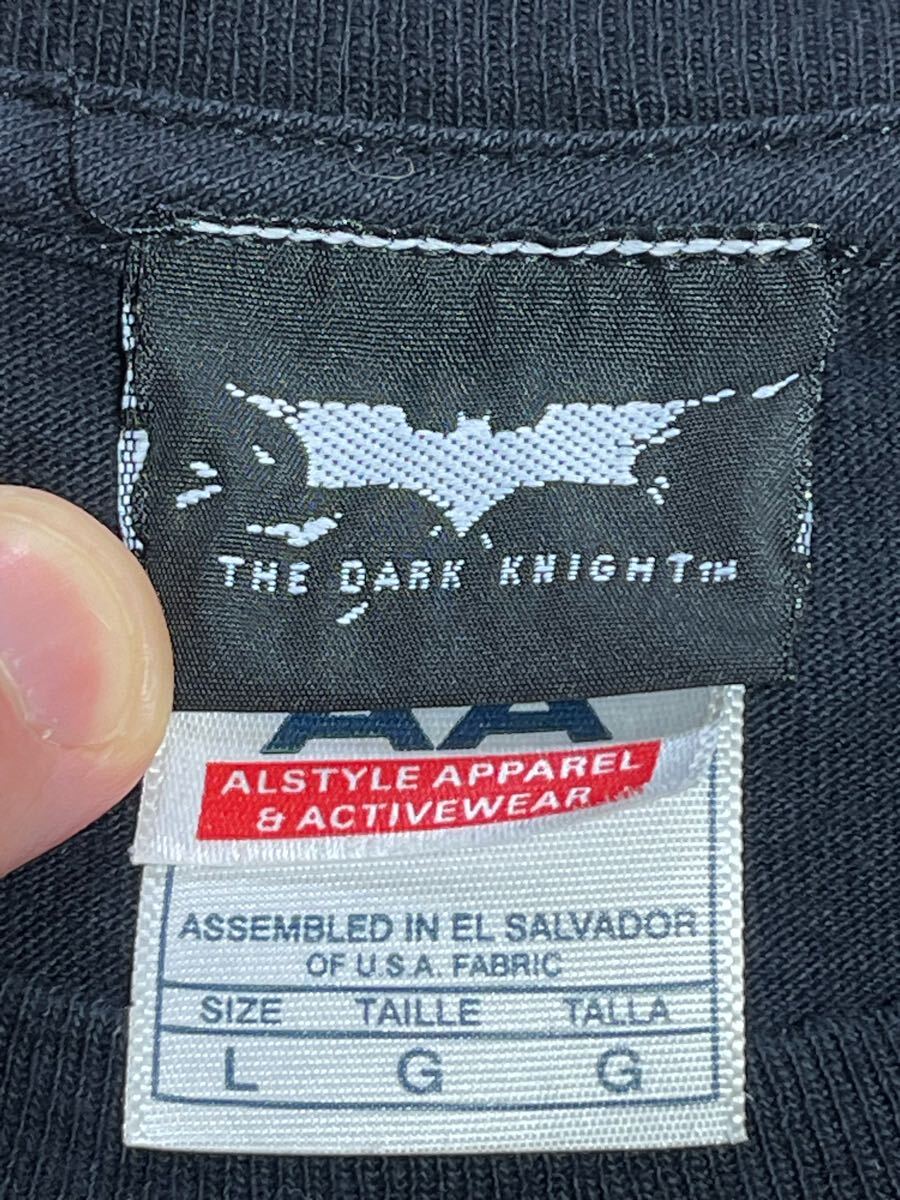 THE DARK KNIGHT™
AA
ALSTYLE APPAREL
& ACTIVEWEAR
ASSEMBLED IN EL SALVADOR
OF U.S.A. FABRIC
SIZE TAILLE TALLA
L G G